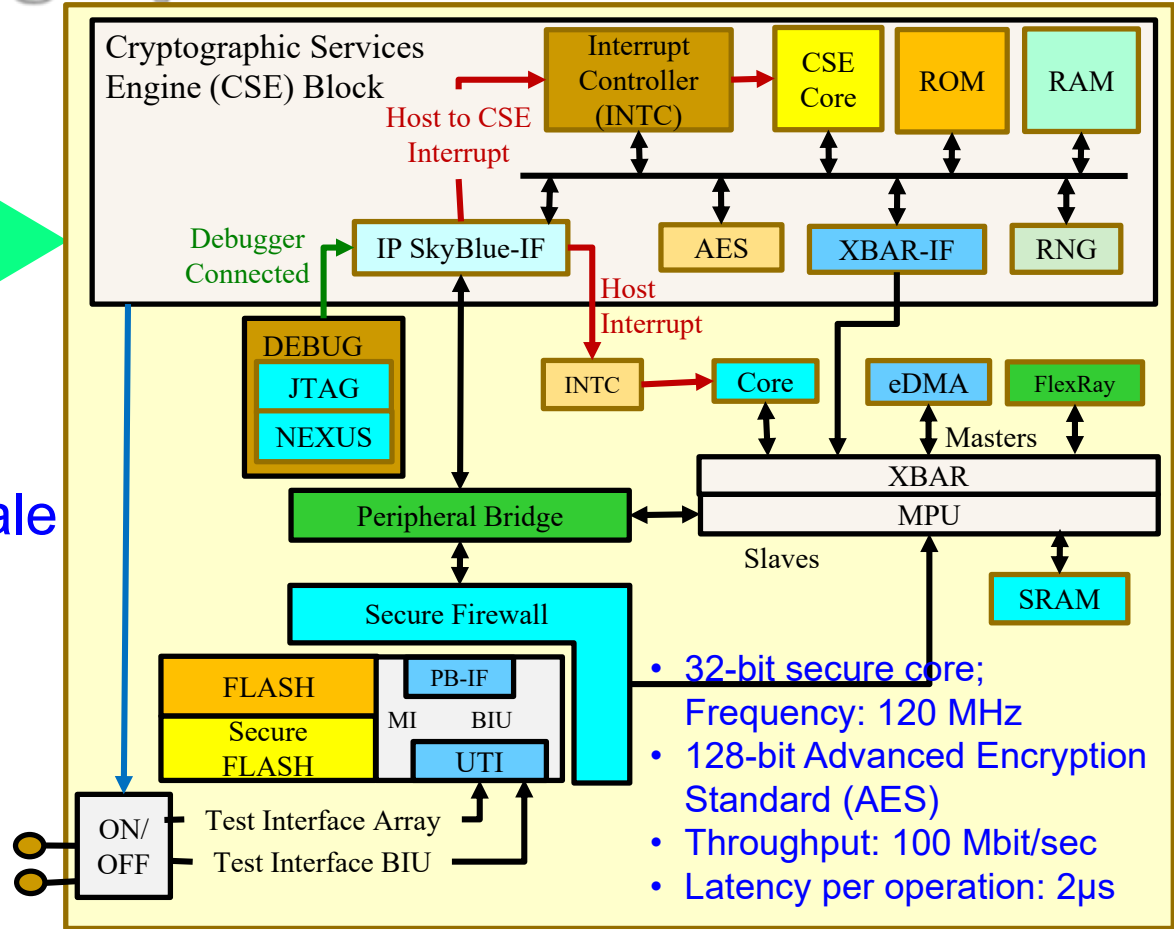 Cryptographic Services
Engine (CSE) Block
Interrupt
Controller
(INTC)
CSE
Core
ROM
RAM
Host to CSE
Interrupt
Debugger
Connected
IP SkyBlue-IF
AES
XBAR-IF
RNG
Host
Interrupt
DEBUG
JTAG
NEXUS
INTC
Core
eDMA
FlexRay
Masters
XBAR
MPU
Peripheral Bridge
Slaves
SRAM
ale
Secure Firewall
FLASH
Secure
FLASH
PB-IF
MI BIU
UTI
ON/
OFF
Test Interface Array
Test Interface BIU
• 32-bit secure core;
Frequency: 120 MHz
• 128-bit Advanced Encryption
Standard (AES)
• Throughput: 100 Mbit/sec
• Latency per operation: 2μs